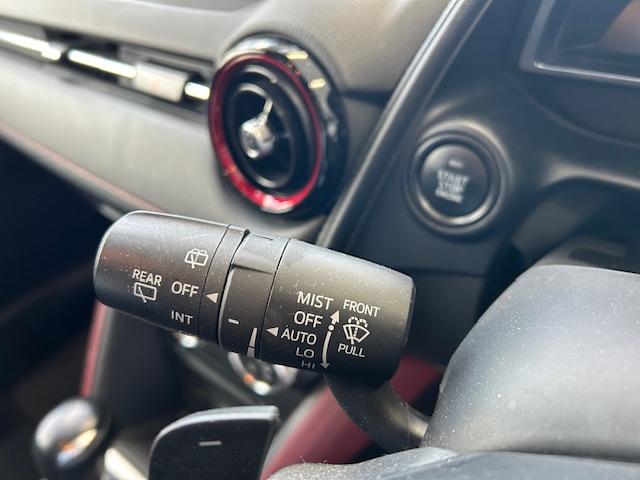 START
STOP
ENGINE
REAR
OFF
INT
MIST
OFF
AUTO
LO
HI
FRONT
PULL